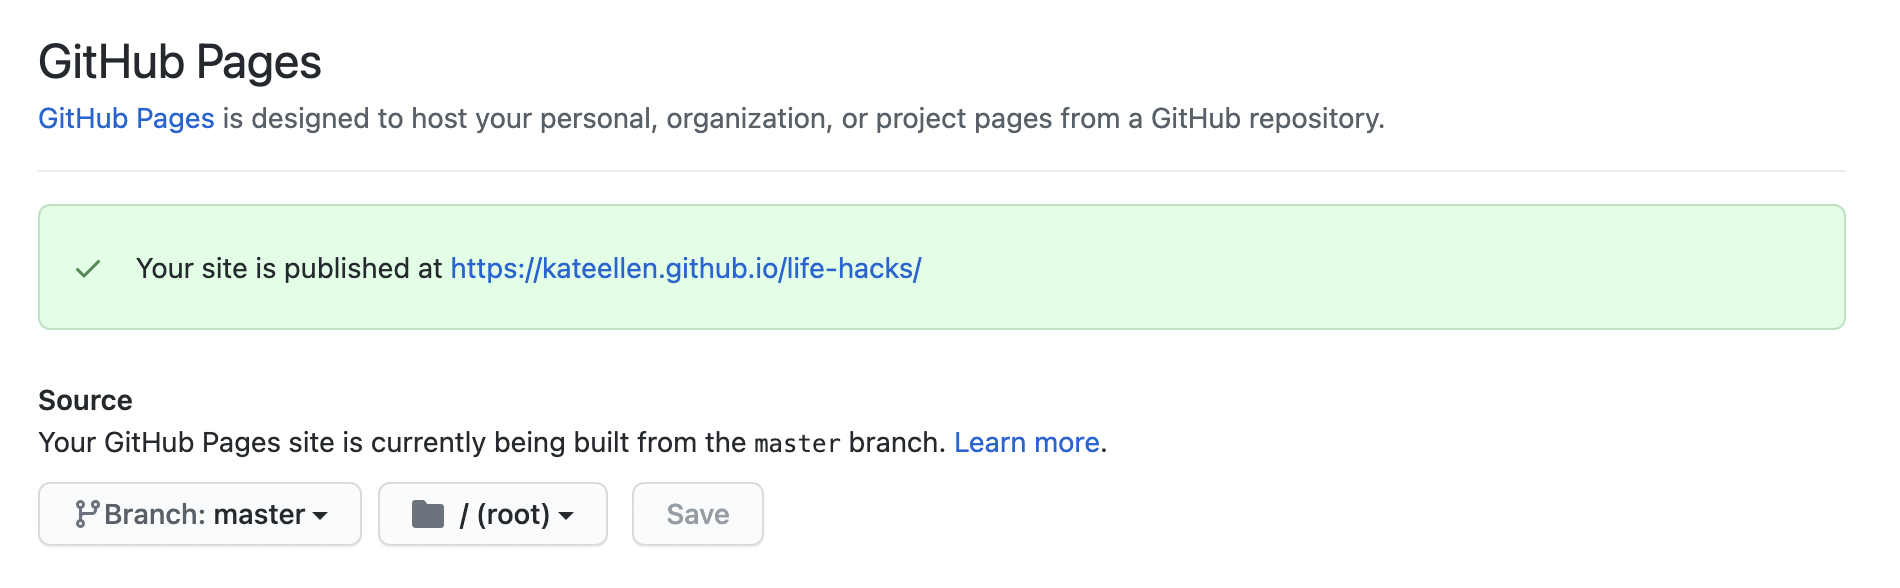 GitHub Pages
GitHub Pages is designed to host your personal, organization, or project pages from a GitHub repository.
Your site is published at https://kateellen.github.io/life-hacks/
Source
Your GitHub Pages site is currently being built from the master branch. Learn more.
Branch: master / (root) Save